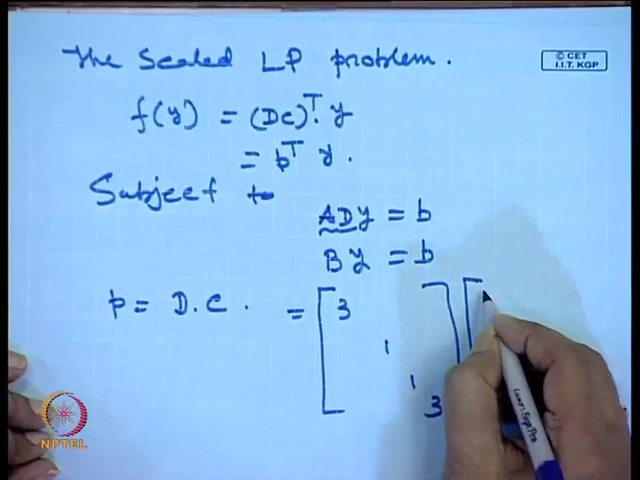 © CET
I.I.T. KGP
The Scaled LP problem.
f(y) = (DC)ᵀ. y
= pᵀ y.
Subject to
ADy = b
By = b
p = D.C. = [3 1 1 3] [
NPTEL